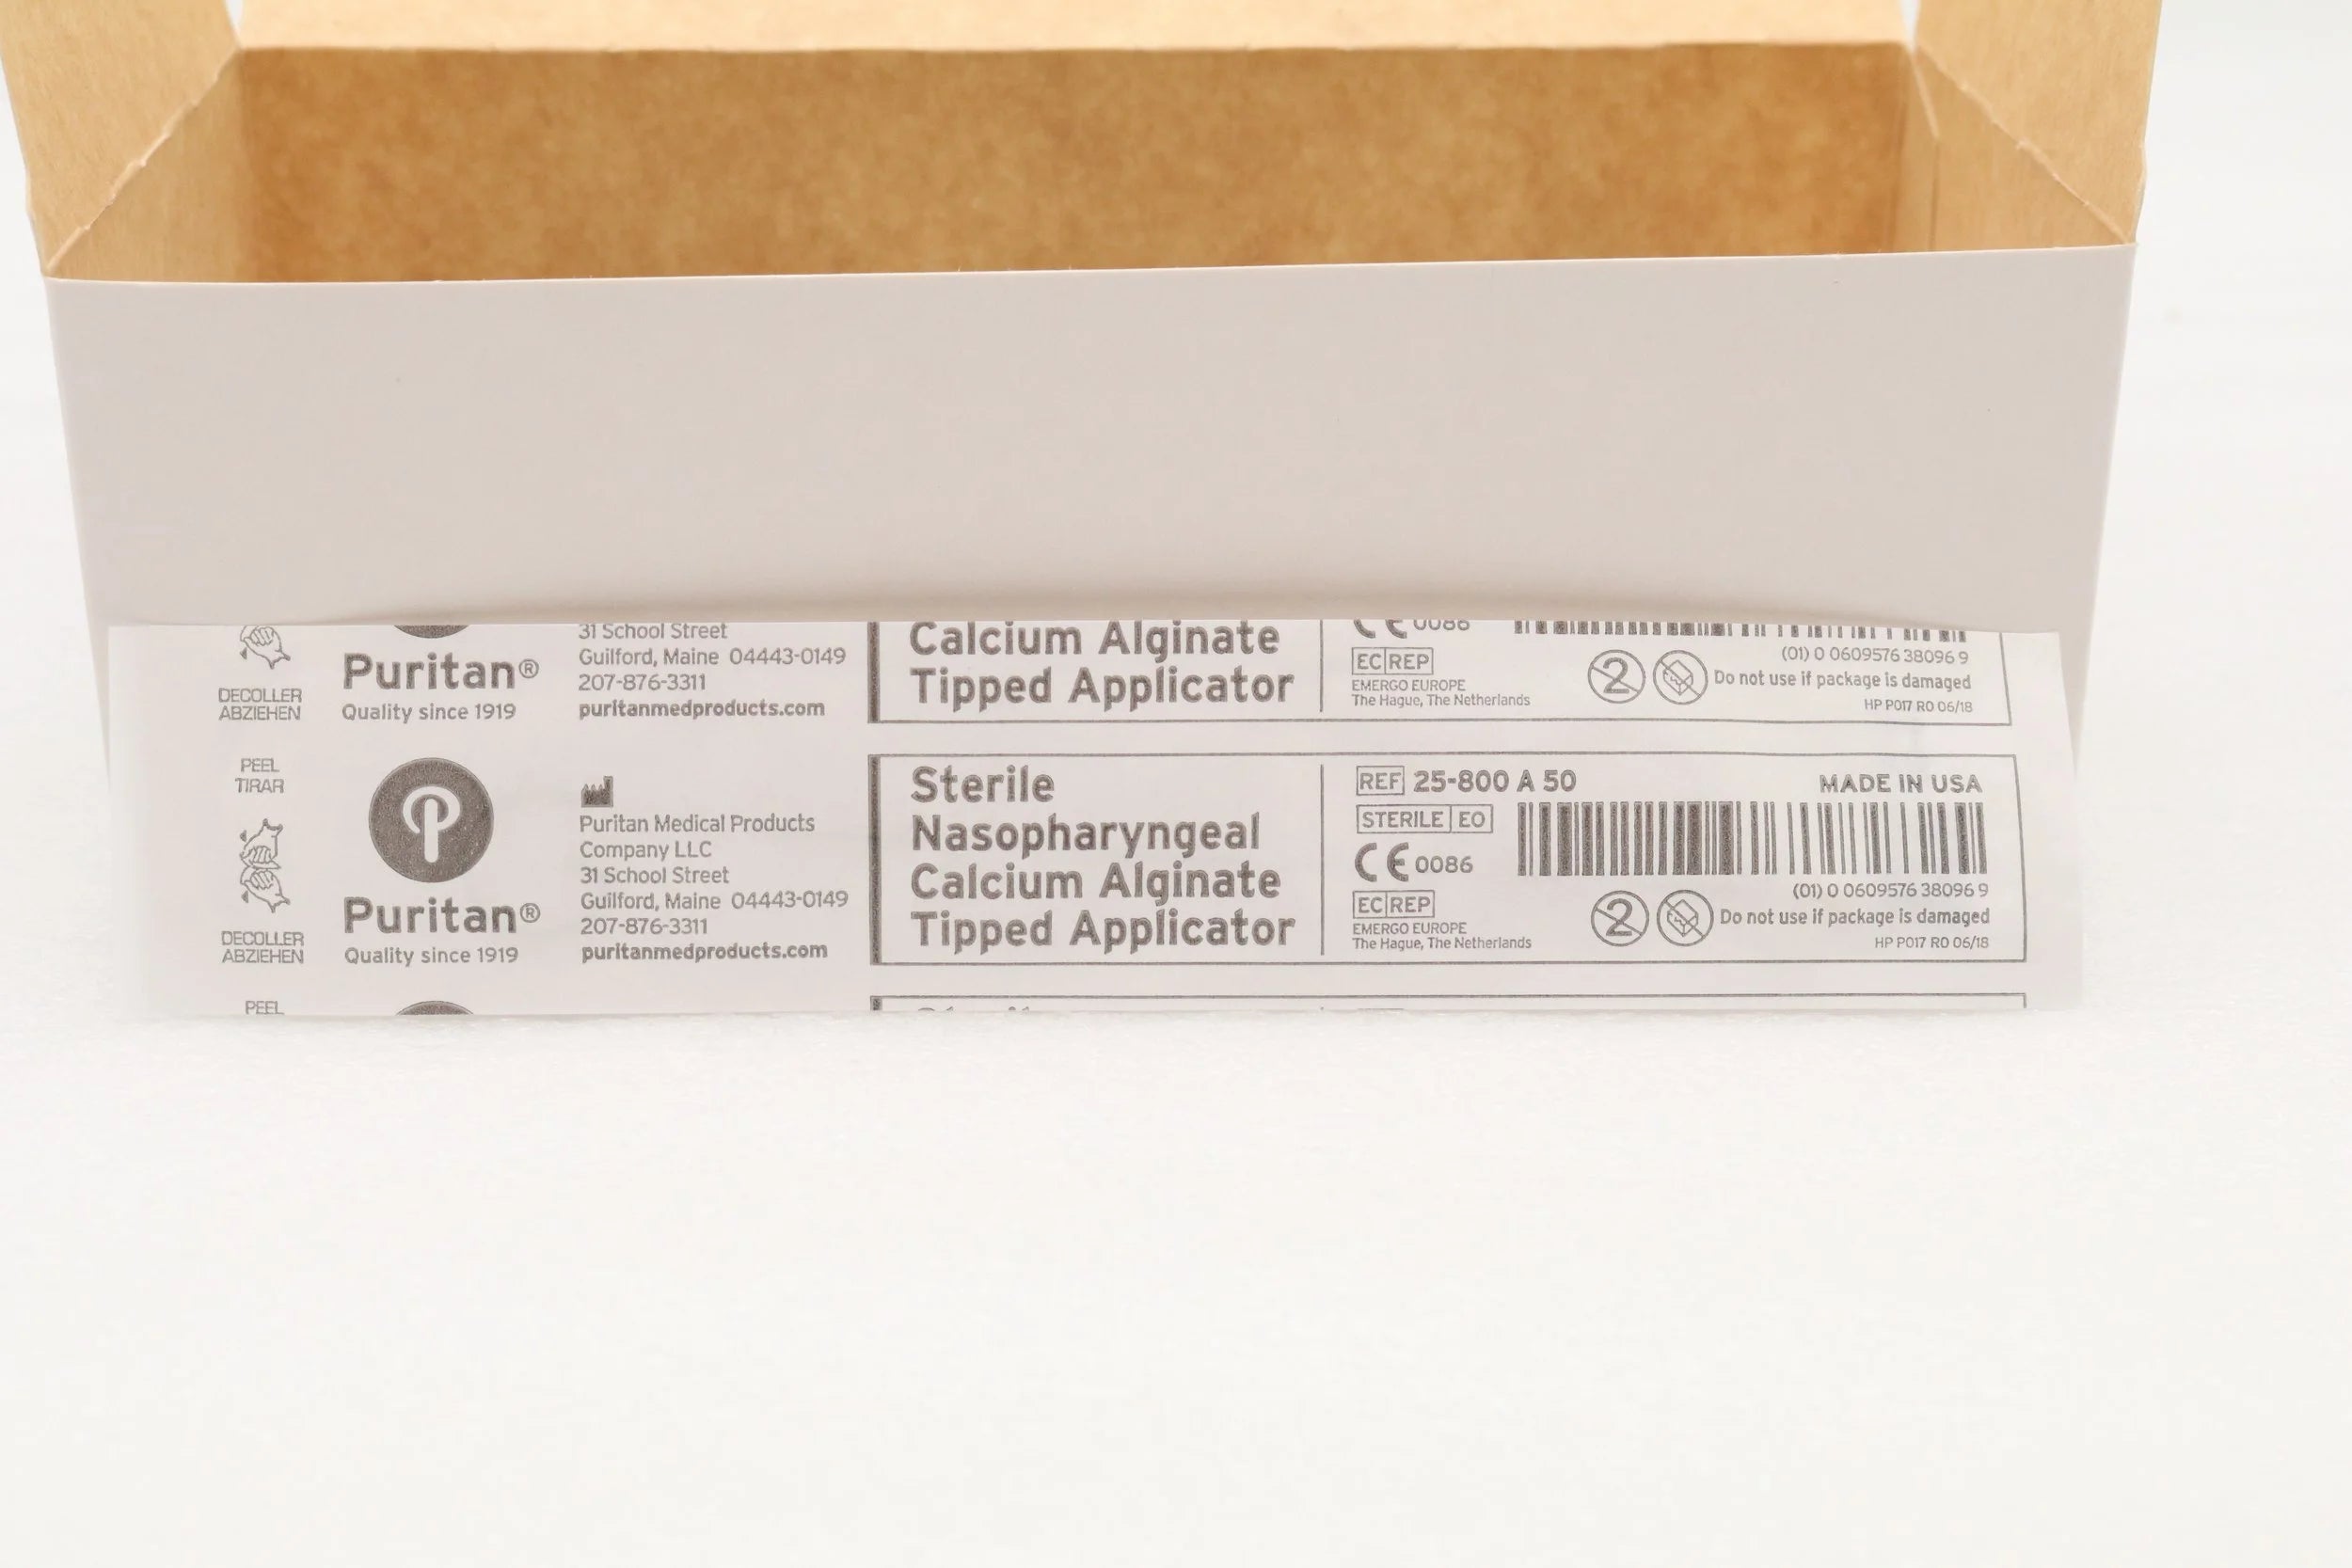 DECOLLER
ABZIEHEN
Puritan®
Quality since 1919
31 School Street
Guilford, Maine 04443-0149
207-876-3311
puritanmedproducts.com
Calcium Alginate
Tipped Applicator
CE 0086
EC REP
EMERGO EUROPE
The Hague, The Netherlands
(01) 0 0609576 38096 9
2
Do not use if package is damaged
HP P017 R0 06/18
PEEL
TIRAR
DECOLLER
ABZIEHEN
Puritan®
Quality since 1919
Puritan Medical Products
Company LLC
31 School Street
Guilford, Maine 04443-0149
207-876-3311
puritanmedproducts.com
Sterile
Nasopharyngeal
Calcium Alginate
Tipped Applicator
REF 25-800 A 50
STERILE EO
CE 0086
EC REP
EMERGO EUROPE
The Hague, The Netherlands
MADE IN USA
(01) 0 0609576 38096 9
2
Do not use if package is damaged
HP P017 R0 06/18
PEEL